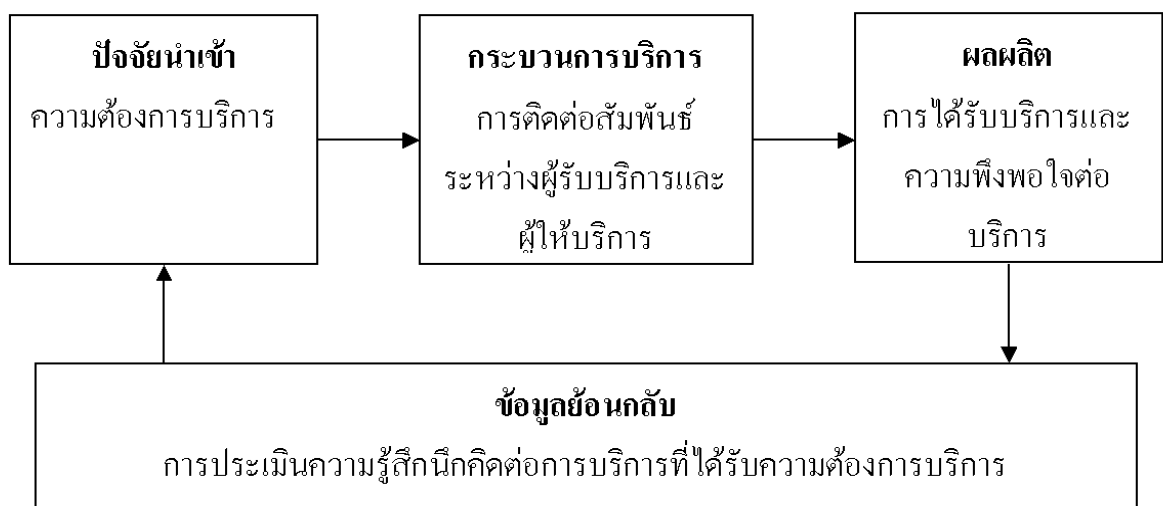 ปัจจัยนำเข้า
ความต้องการบริการ
กระบวนการบริการ
การติดต่อสัมพันธ์
ระหว่างผู้รับบริการและ
ผู้ให้บริการ
ผลผลิต
การได้รับบริการและ
ความพึงพอใจต่อ
บริการ
ข้อมูลย้อนกลับ
การประเมินความรู้สึกนึกคิดต่อการบริการที่ได้รับความต้องการบริการ